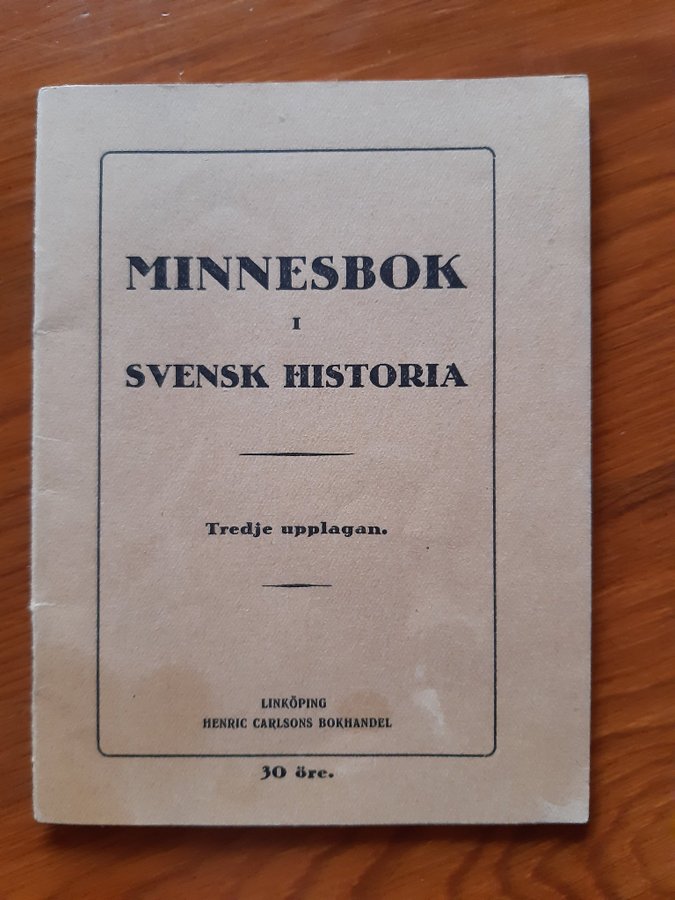 MINNESBOK
I
SVENSK HISTORIA
Tredje upplagan.
LINKÖPING
HENRIC CARLSONS BOKHANDEL
30 öre.